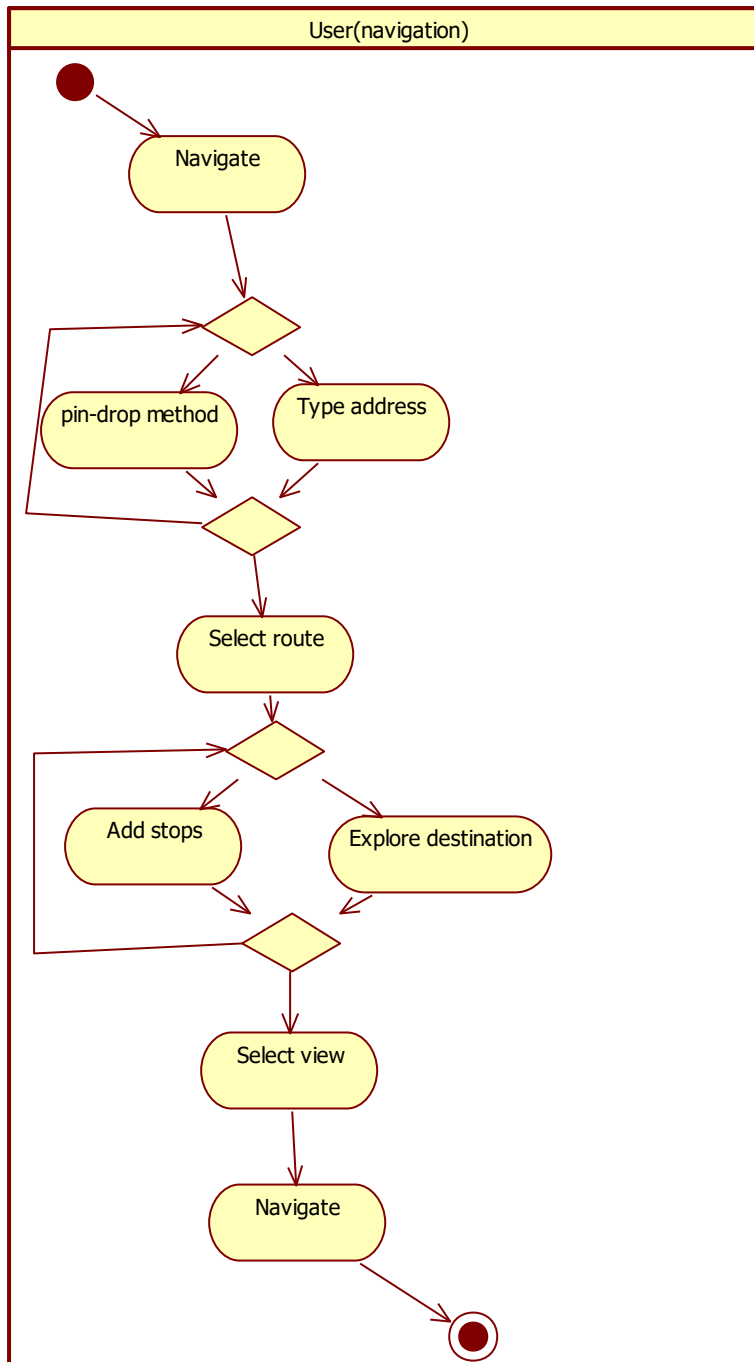 User(navigation)
Navigate
pin-drop method
Type address
Select route
Add stops
Explore destination
Select view
Navigate